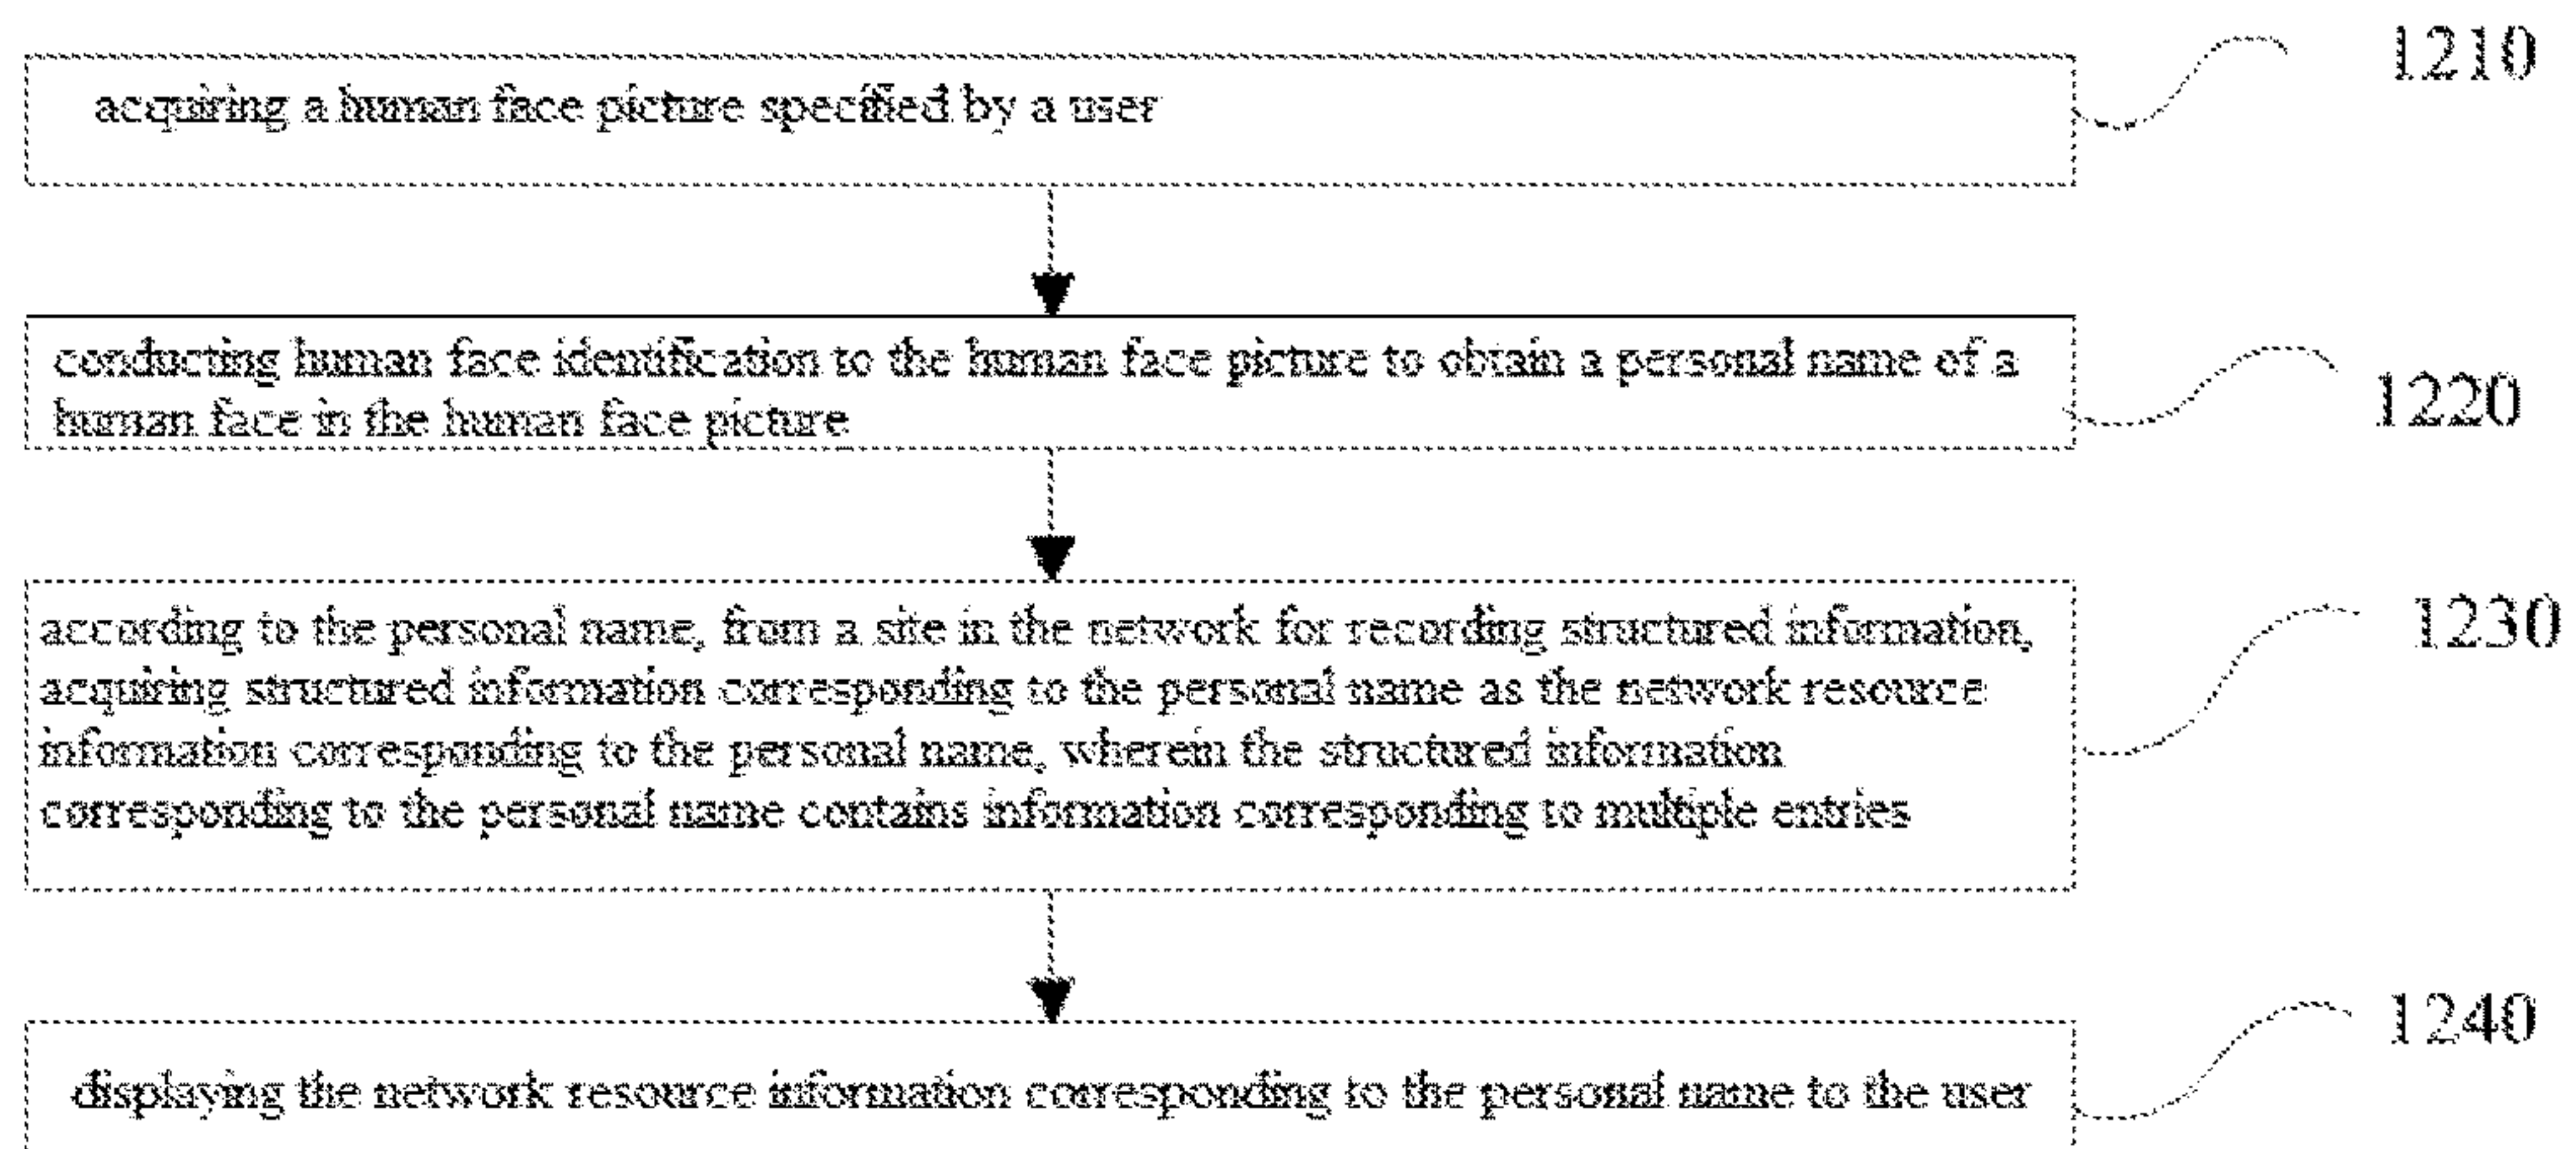 acquiring a human face picture specified by a user
1210
conducting human face identification to the human face picture to obtain a personal name of a
human face in the human face picture
1220
according to the personal name, from a site in the network for recording structured information,
acquiring structured information corresponding to the personal name as the network resource
information corresponding to the personal name, wherein the structured information
corresponding to the personal name contains information corresponding to multiple entries
1230
displaying the network resource information corresponding to the personal name to the user
1240